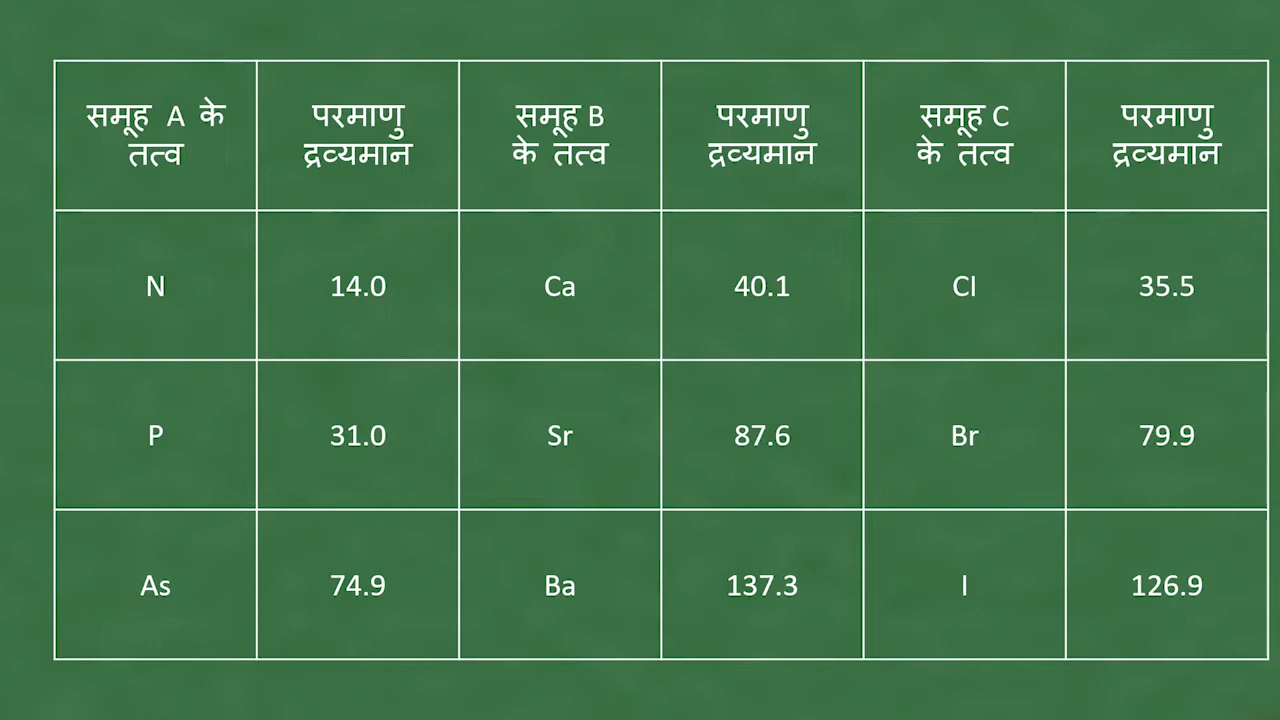 समूह A के
तत्व
परमाणु
द्रव्यमान
समूह B
के तत्व
परमाणु
द्रव्यमान
समूह C
के तत्व
परमाणु
द्रव्यमान
N
14.0
Ca
40.1
Cl
35.5
P
31.0
Sr
87.6
Br
79.9
As
74.9
Ba
137.3
I
126.9